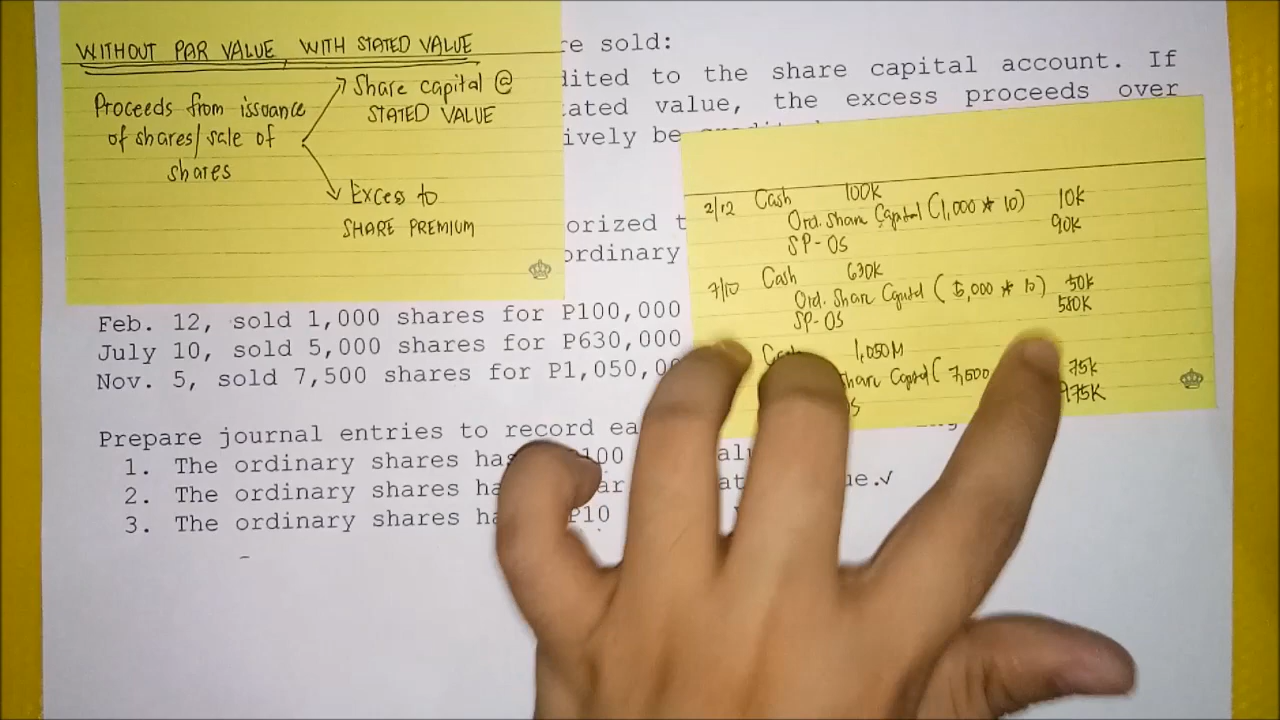 WITHOUT PAR VALUE, WITH STATED VALUE
Proceeds from issuance
of shares/sale of
shares
Share capital @
STATED VALUE
Excess to
SHARE PREMIUM
re sold:
dited to the share capital account. If
tated value, the excess proceeds over
ively be
orized t
ordinary
2/12 Cash 100K
Ord. Share Capital (1,000 * 10) 10K
SP-OS 90K
7/10 Cash 630K
Ord. Share Capital (5,000 * 10) 50K
SP-OS 580K
1,050M
Share Capital (7,500 75K
975K
Feb. 12, sold 1,000 shares for P100,000
July 10, sold 5,000 shares for P630,000
Nov. 5, sold 7,500 shares for P1,050,00
Prepare journal entries to record ea
1. The ordinary shares has P100 valu
2. The ordinary shares ha ar at ue.✓
3. The ordinary shares ha P10